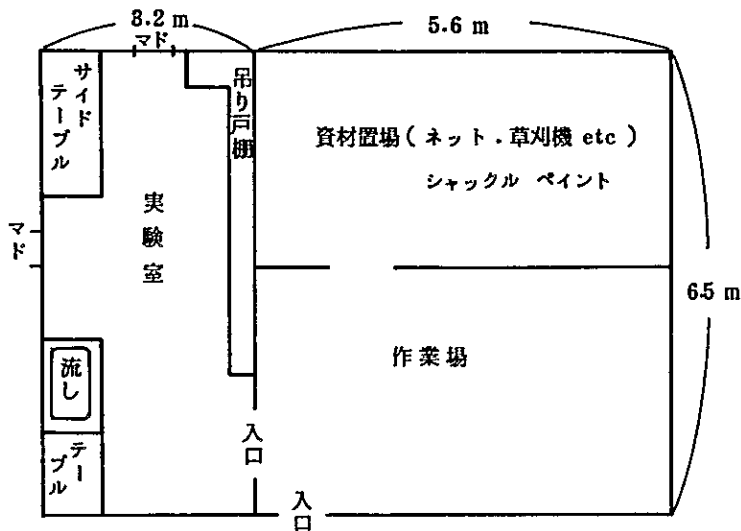 3.2 m
5.6 m
マド
サイド
テーブル
吊り戸棚
資材置場（ネット．草刈機 etc）
シャックル ペイント
実験室
マド
6.5 m
作業場
流し
テー
ブル
入口
入口